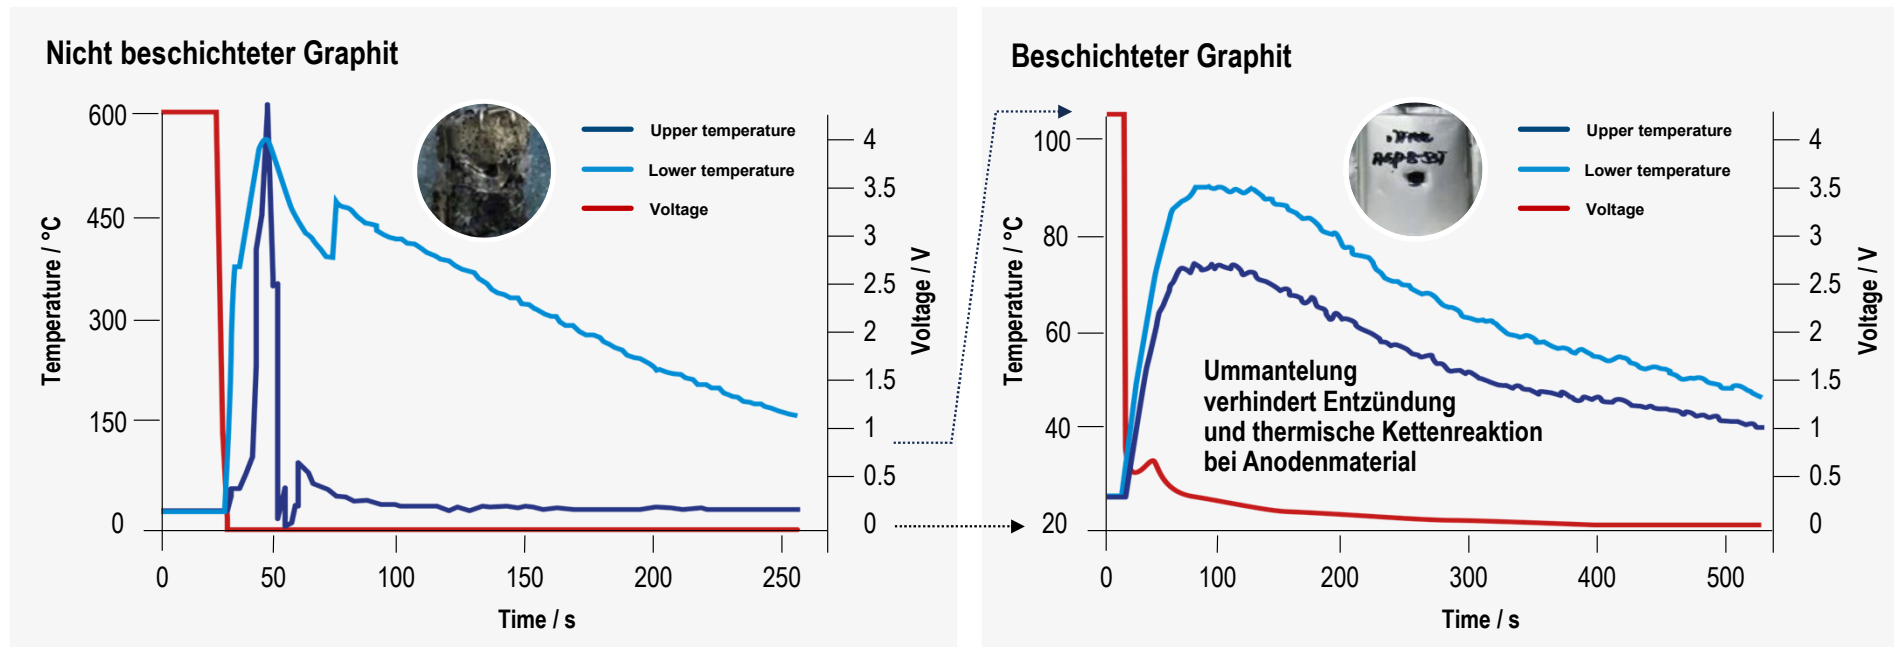 Nicht beschichteter Graphit
600
450
300
150
0
Temperature / °C
Upper temperature
Lower temperature
Voltage
4
3.5
3
2.5
2
1.5
1
0.5
0
Voltage / V
0
50
100
150
200
250
Time / s
Beschichteter Graphit
100
80
60
40
20
Temperature / °C
Upper temperature
Lower temperature
Voltage
Ummantelung
verhindert Entzündung
und thermische Kettenreaktion
bei Anodenmaterial
4
3.5
3
2.5
2
1.5
1
0.5
0
Voltage / V
0
100
200
300
400
500
Time / s